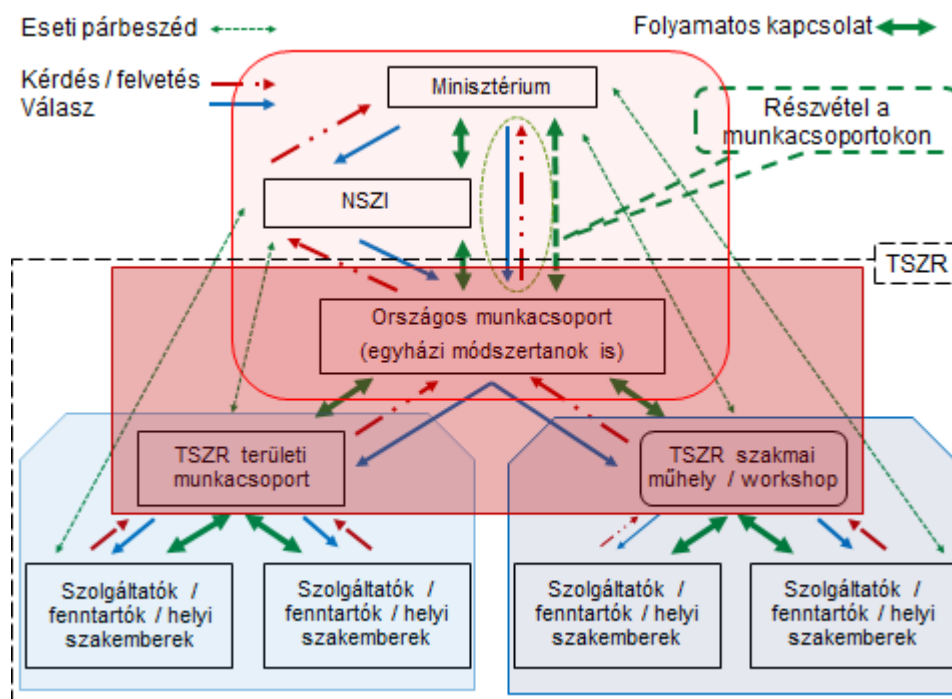 Eseti párbeszéd
Folyamatos kapcsolat
Kérdés / felvetés
Válasz
Minisztérium
Részvétel a
munkacsoportokon
NSZI
TSZR
Országos munkacsoport
(egyházi módszertanok is)
TSZR területi
munkacsoport
TSZR szakmai
műhely / workshop
Szolgáltatók /
fenntartók / helyi
szakemberek
Szolgáltatók /
fenntartók / helyi
szakemberek
Szolgáltatók /
fenntartók / helyi
szakemberek
Szolgáltatók /
fenntartók / helyi
szakemberek